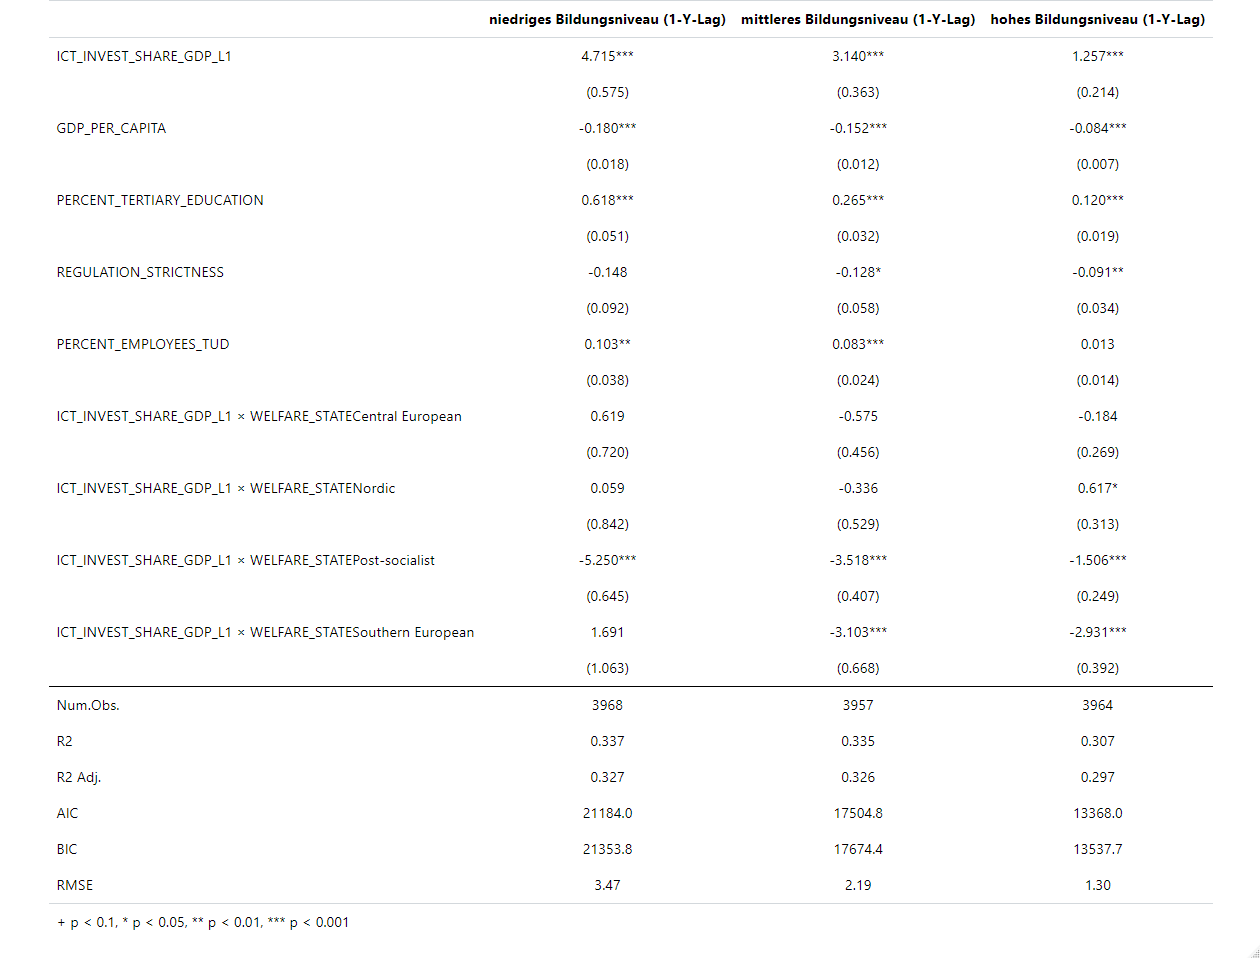 niedriges Bildungsniveau (1-Y-Lag) mittleres Bildungsniveau (1-Y-Lag) hohes Bildungsniveau (1-Y-Lag)
ICT_INVEST_SHARE_GDP_L1 4.715*** 3.140*** 1.257***
(0.575) (0.363) (0.214)
GDP_PER_CAPITA -0.180*** -0.152*** -0.084***
(0.018) (0.012) (0.007)
PERCENT_TERTIARY_EDUCATION 0.618*** 0.265*** 0.120***
(0.051) (0.032) (0.019)
REGULATION_STRICTNESS -0.148 -0.128* -0.091**
(0.092) (0.058) (0.034)
PERCENT_EMPLOYEES_TUD 0.103** 0.083*** 0.013
(0.038) (0.024) (0.014)
ICT_INVEST_SHARE_GDP_L1 × WELFARE_STATECentral European 0.619 -0.575 -0.184
(0.720) (0.456) (0.269)
ICT_INVEST_SHARE_GDP_L1 × WELFARE_STATENordic 0.059 -0.336 0.617*
(0.842) (0.529) (0.313)
ICT_INVEST_SHARE_GDP_L1 × WELFARE_STATEPost-socialist -5.250*** -3.518*** -1.506***
(0.645) (0.407) (0.249)
ICT_INVEST_SHARE_GDP_L1 × WELFARE_STATESouthern European 1.691 -3.103*** -2.931***
(1.063) (0.668) (0.392)
Num.Obs. 3968 3957 3964
R2 0.337 0.335 0.307
R2 Adj. 0.327 0.326 0.297
AIC 21184.0 17504.8 13368.0
BIC 21353.8 17674.4 13537.7
RMSE 3.47 2.19 1.30
+ p < 0.1, * p < 0.05, ** p < 0.01, *** p < 0.001